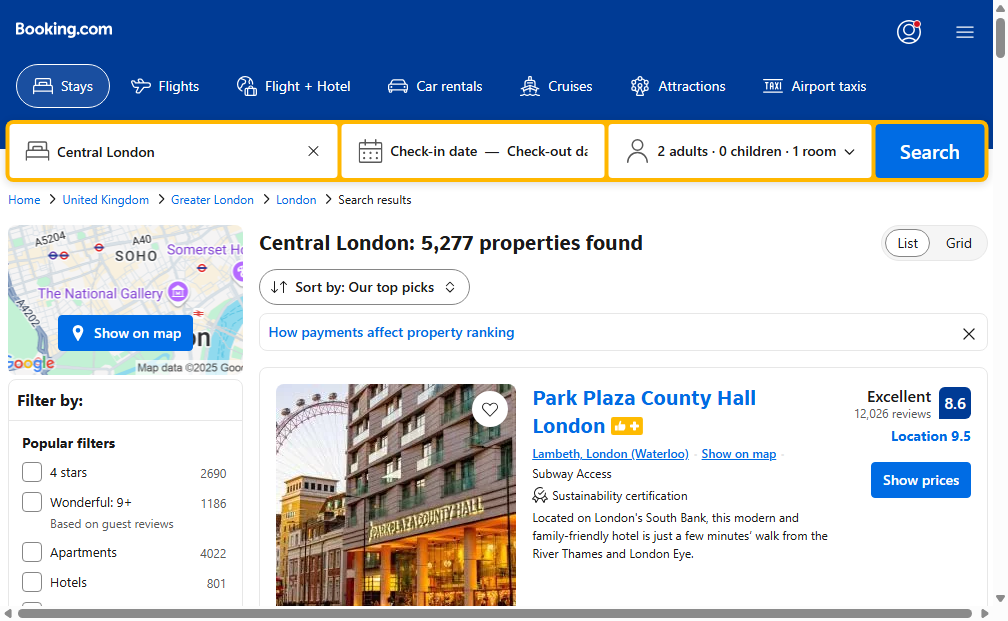 Booking.com
Stays
Flights
Flight + Hotel
Car rentals
Cruises
Attractions
TAXI
Airport taxis
Central London
Check-in date — Check-out da
2 adults · 0 children · 1 room
Search
Home
United Kingdom
Greater London
London
Search results
A5204
A40
SOHO
Somerset Ho
The National Gallery
A4202
Show on map
on
Google
Map data ©2025 Goo
Central London: 5,277 properties found
List
Grid
Sort by: Our top picks
How payments affect property ranking
Filter by:
Popular filters
4 stars 2690
Wonderful: 9+ 1186
Based on guest reviews
Apartments 4022
Hotels 801
PARK PLAZA COUNTY HALL
Park Plaza County Hall
London
Lambeth, London (Waterloo) · Show on map ·
Subway Access
Sustainability certification
Located on London's South Bank, this modern and
family-friendly hotel is just a few minutes’ walk from the
River Thames and London Eye.
Excellent
12,026 reviews
8.6
Location 9.5
Show prices